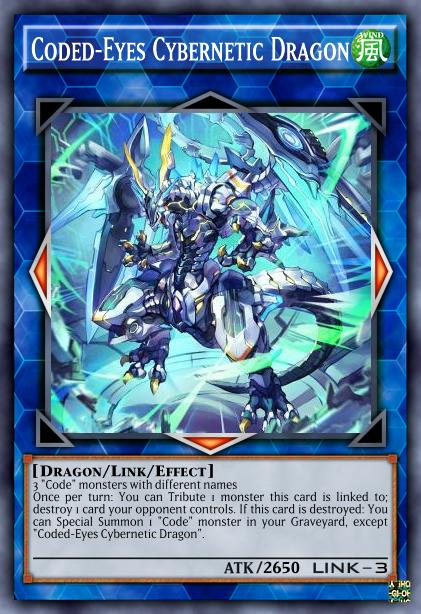 CODED-EYES CYBERNETIC DRAGON
WIND
風
[DRAGON/LINK/EFFECT]
3 "Code" monsters with different names
Once per turn: You can Tribute 1 monster this card is linked to;
destroy 1 card your opponent controls. If this card is destroyed: You
can Special Summon 1 "Code" monster in your Graveyard, except
"Coded-Eyes Cybernetic Dragon".
ATK/2650 LINK-3